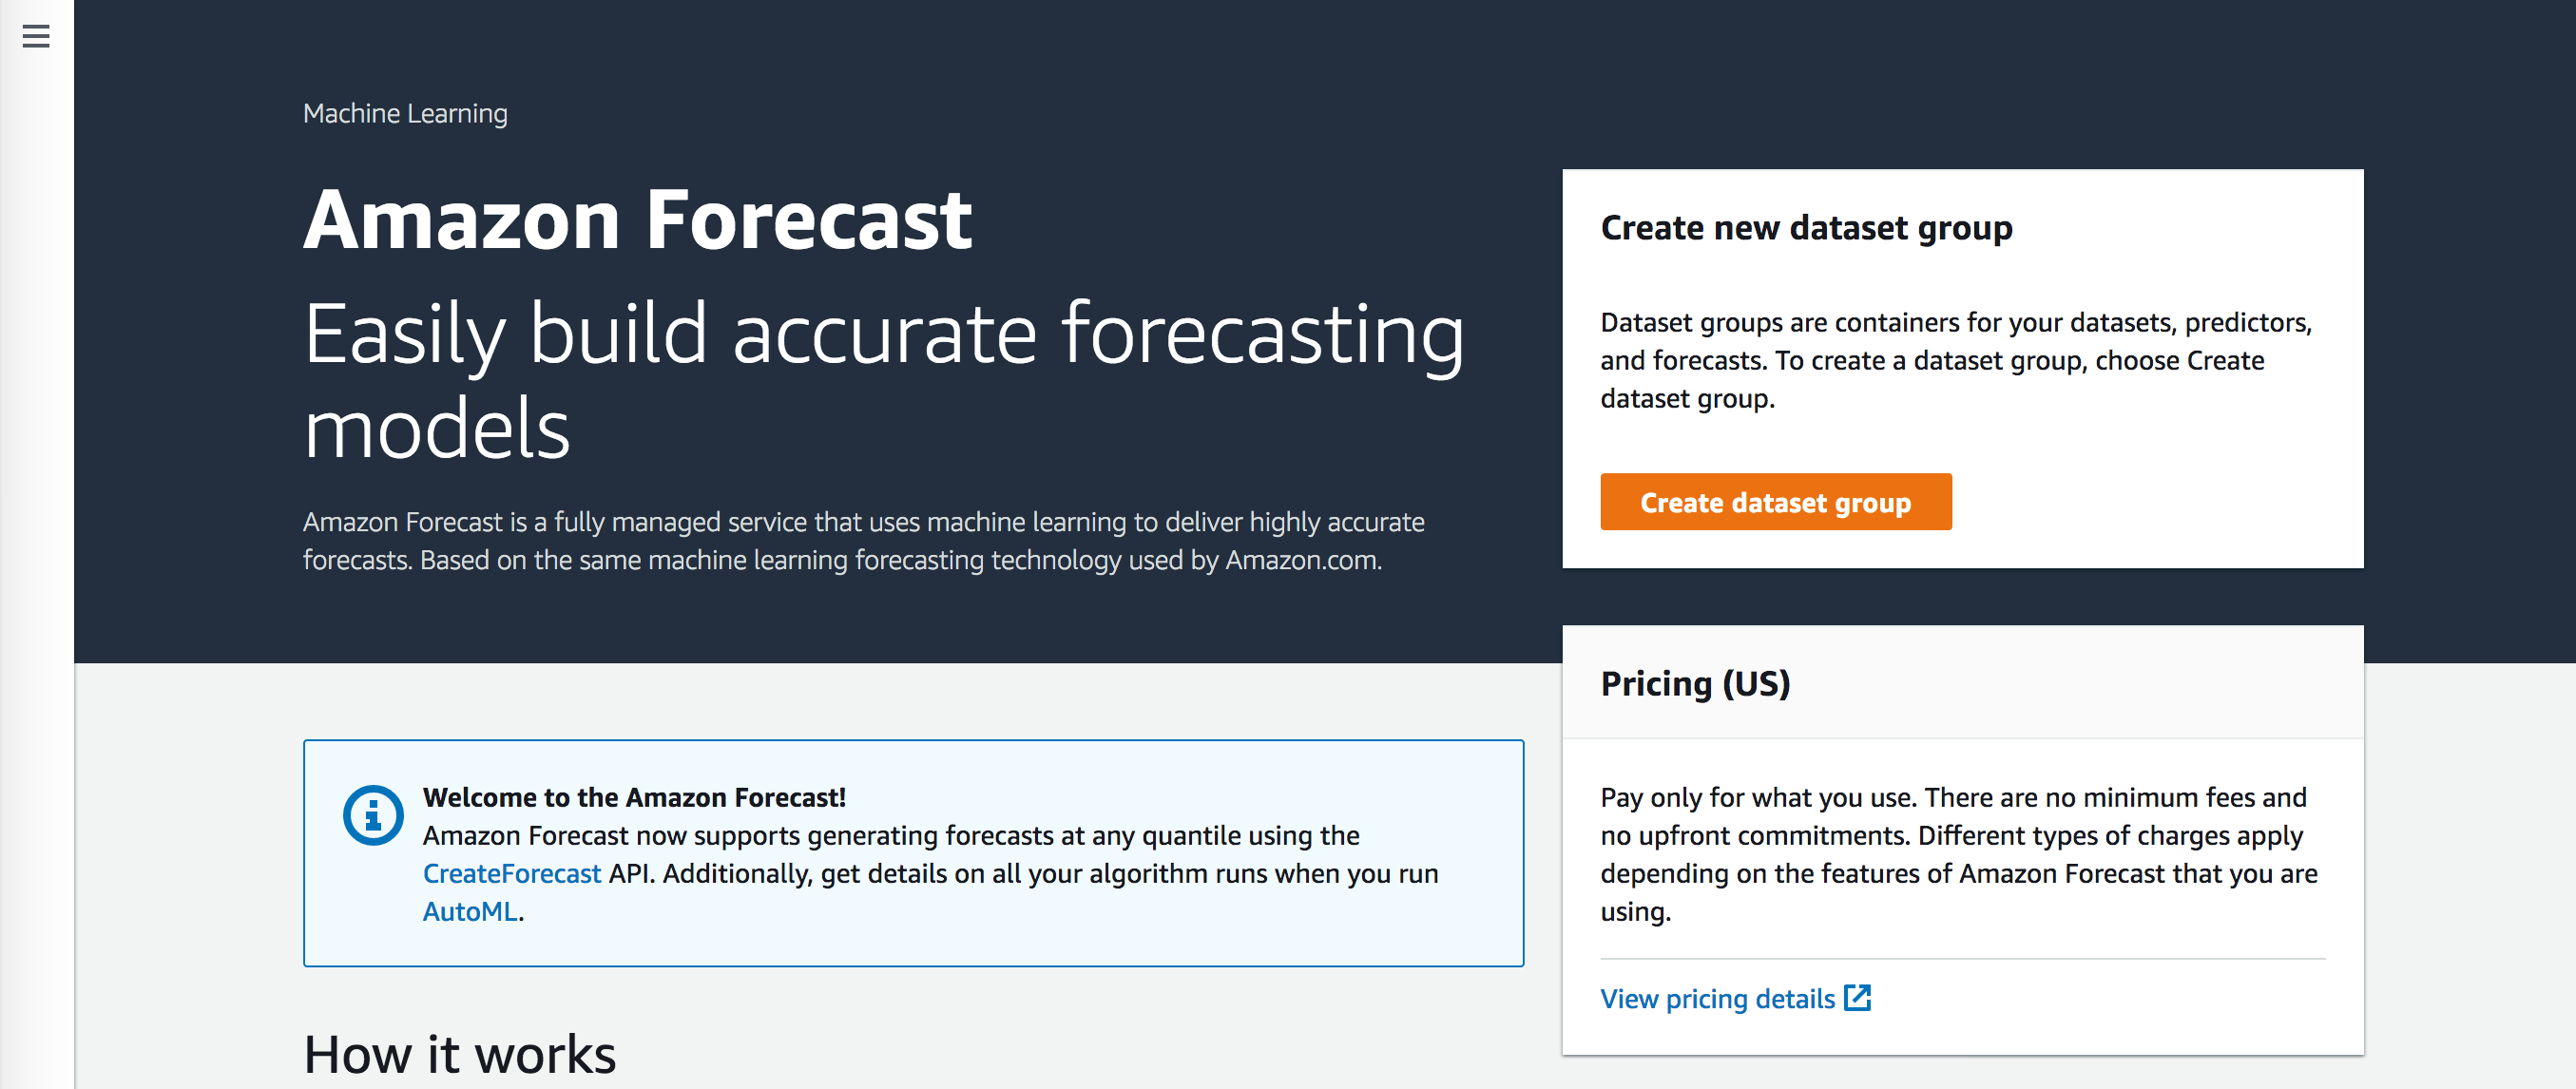 Machine Learning
Amazon Forecast
Easily build accurate forecasting
models
Amazon Forecast is a fully managed service that uses machine learning to deliver highly accurate
forecasts. Based on the same machine learning forecasting technology used by Amazon.com.
Create new dataset group
Dataset groups are containers for your datasets, predictors,
and forecasts. To create a dataset group, choose Create
dataset group.
Create dataset group
Welcome to the Amazon Forecast!
Amazon Forecast now supports generating forecasts at any quantile using the
CreateForecast API. Additionally, get details on all your algorithm runs when you run
AutoML.
Pricing (US)
Pay only for what you use. There are no minimum fees and
no upfront commitments. Different types of charges apply
depending on the features of Amazon Forecast that you are
using.
View pricing details
How it works